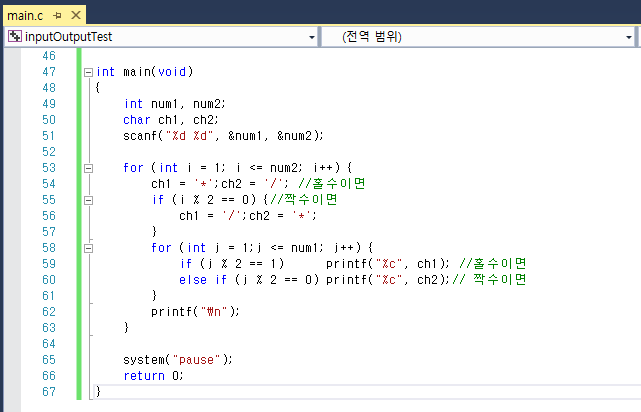 main.c
inputOutputTest (전역 범위)
46
47 int main(void)
48 {
49 int num1, num2;
50 char ch1, ch2;
51 scanf("%d %d", &num1, &num2);
52
53 for (int i = 1; i <= num2; i++) {
54 ch1 = '*';ch2 = '/'; //홀수이면
55 if (i % 2 == 0) {//짝수이면
56 ch1 = '/';ch2 = '*';
57 }
58 for (int j = 1;j <= num1; j++) {
59 if (j % 2 == 1) printf("%c", ch1); //홀수이면
60 else if (j % 2 == 0) printf("%c", ch2);// 짝수이면
61 }
62 printf("₩n");
63 }
64
65 system("pause");
66 return 0;
67 }